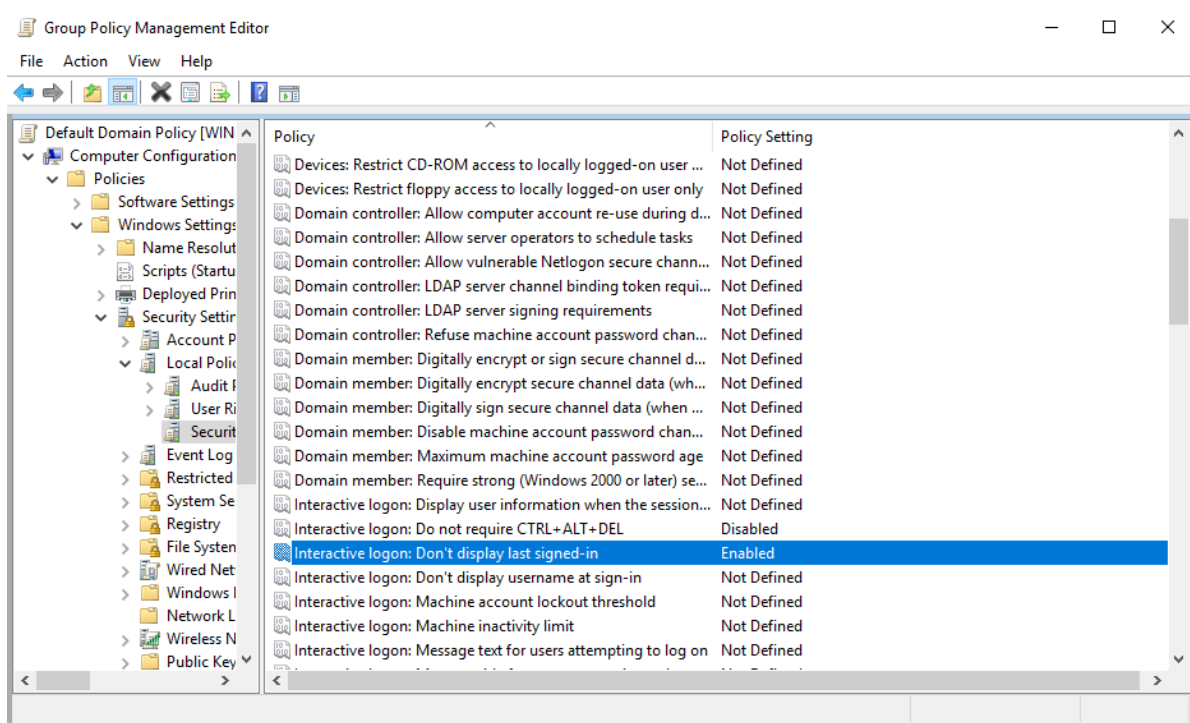 Group Policy Management Editor
File Action View Help
Default Domain Policy [WIN
Computer Configuration
Policies
Software Settings
Windows Settings
Name Resolut
Scripts (Startu
Deployed Prin
Security Settir
Account P
Local Polic
Audit P
User Ri
Securit
Event Log
Restricted
System Se
Registry
File System
Wired Net
Windows
Network L
Wireless N
Public Key
Policy Policy Setting
Devices: Restrict CD-ROM access to locally logged-on user ... Not Defined
Devices: Restrict floppy access to locally logged-on user only Not Defined
Domain controller: Allow computer account re-use during d... Not Defined
Domain controller: Allow server operators to schedule tasks Not Defined
Domain controller: Allow vulnerable Netlogon secure chann... Not Defined
Domain controller: LDAP server channel binding token requi... Not Defined
Domain controller: LDAP server signing requirements Not Defined
Domain controller: Refuse machine account password chan... Not Defined
Domain member: Digitally encrypt or sign secure channel d... Not Defined
Domain member: Digitally encrypt secure channel data (wh... Not Defined
Domain member: Digitally sign secure channel data (when ... Not Defined
Domain member: Disable machine account password chan... Not Defined
Domain member: Maximum machine account password age Not Defined
Domain member: Require strong (Windows 2000 or later) se... Not Defined
Interactive logon: Display user information when the session... Not Defined
Interactive logon: Do not require CTRL+ALT+DEL Disabled
Interactive logon: Don't display last signed-in Enabled
Interactive logon: Don't display username at sign-in Not Defined
Interactive logon: Machine account lockout threshold Not Defined
Interactive logon: Machine inactivity limit Not Defined
Interactive logon: Message text for users attempting to log on Not Defined